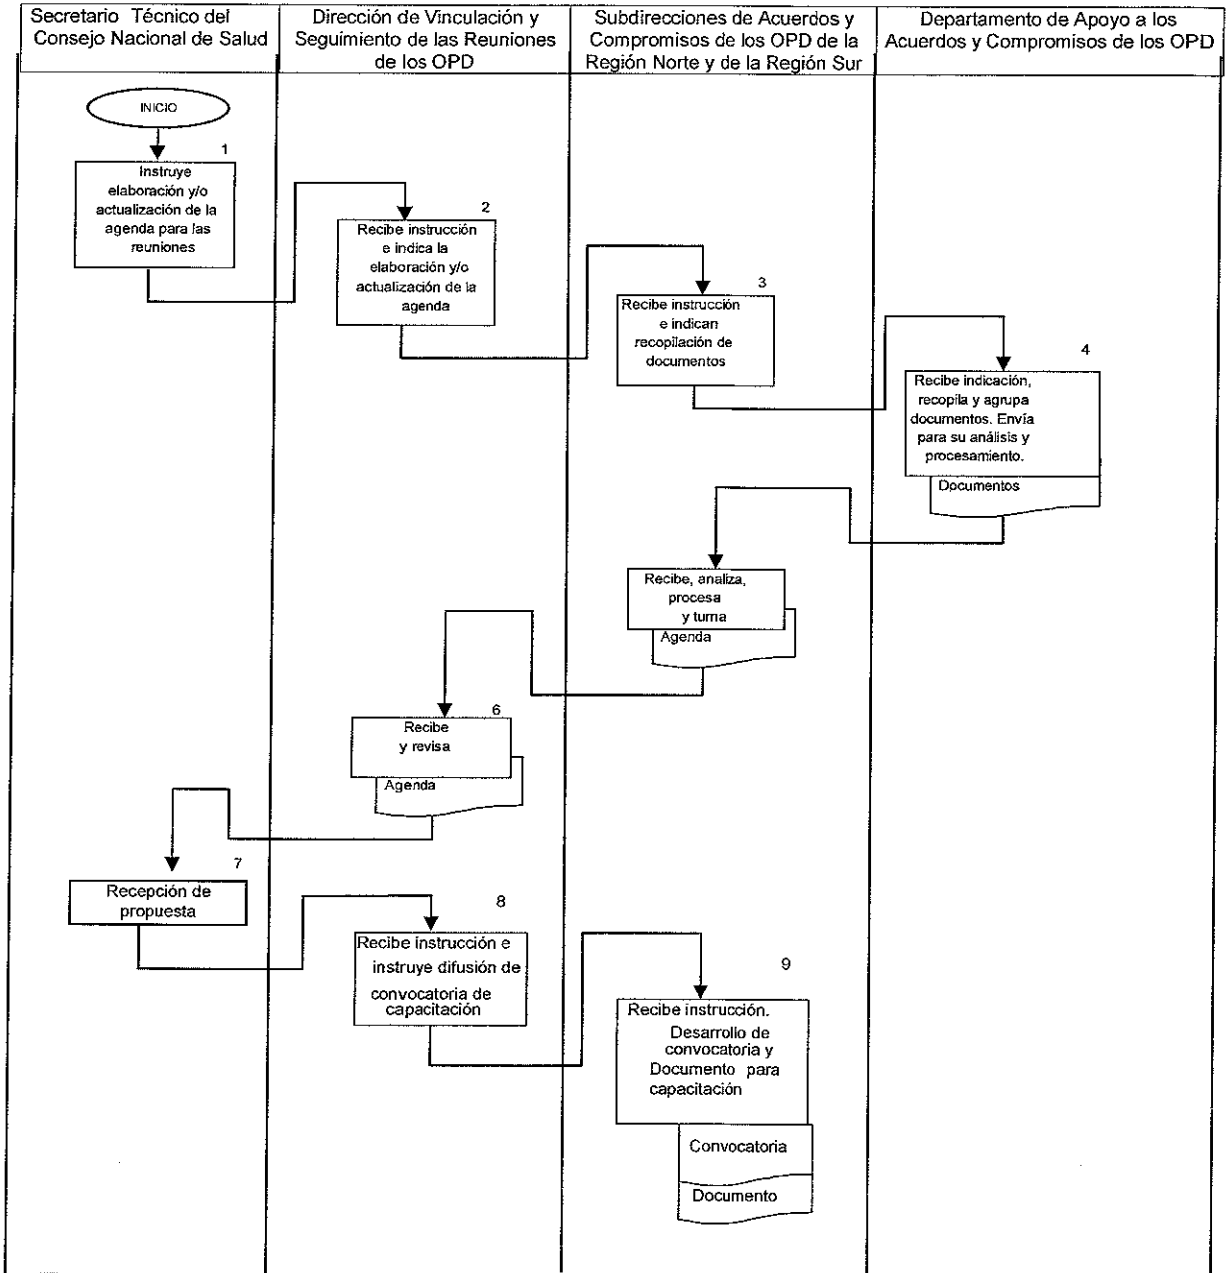 Secretario Técnico del
Consejo Nacional de Salud
Dirección de Vinculación y
Seguimiento de las Reuniones
de los OPD
Subdirecciones de Acuerdos y
Compromisos de los OPD de la
Región Norte y de la Región Sur
Departamento de Apoyo a los
Acuerdos y Compromisos de los OPD
INICIO
1
Instruye
elaboración y/o
actualización de la
agenda para las
reuniones
2
Recibe instrucción
e indica la
elaboración y/o
actualización de la
agenda
3
Recibe instrucción
e indican
recopilación de
documentos
4
Recibe indicación,
recopila y agrupa
documentos. Envía
para su análisis y
procesamiento.
Documentos
Recibe, analiza,
procesa
y turna
Agenda
6
Recibe
y revisa
Agenda
7
Recepción de
propuesta
8
Recibe instrucción e
instruye difusión de
convocatoria de
capacitación
9
Recibe instrucción.
Desarrollo de
convocatoria y
Documento para
capacitación
Convocatoria
Documento